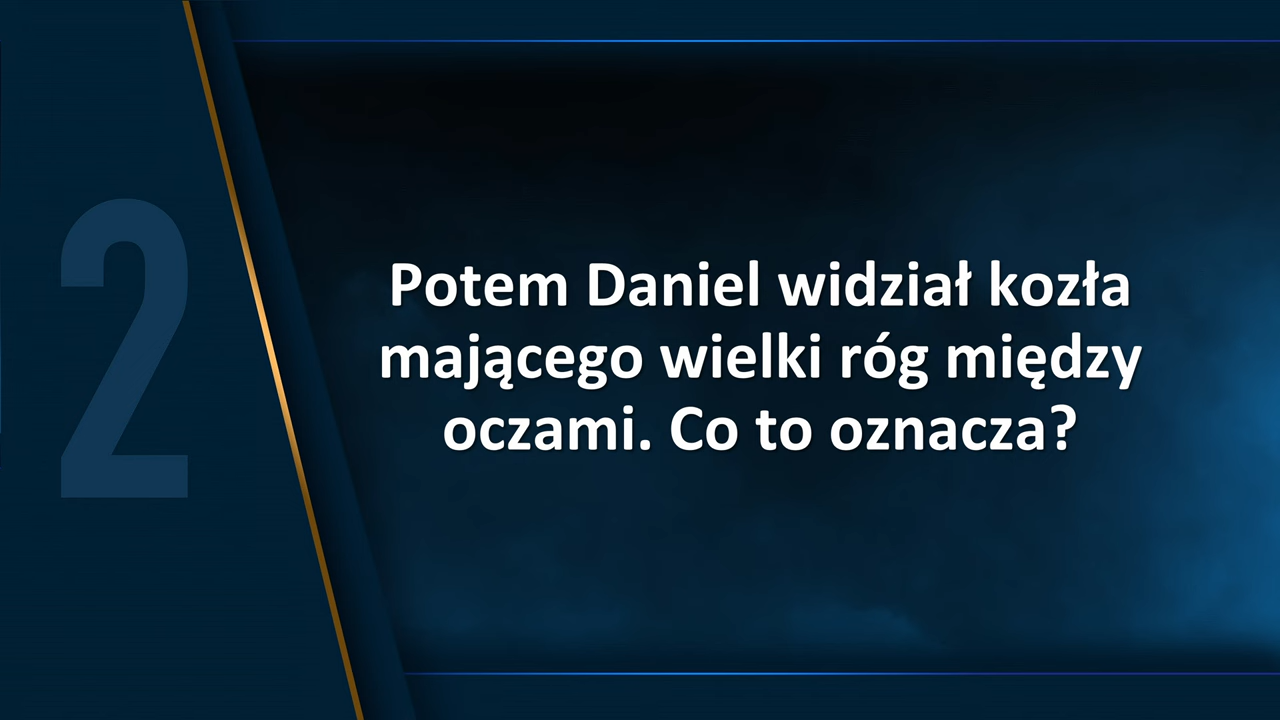 2
Potem Daniel widział kozła
mającego wielki róg między
oczami. Co to oznacza?